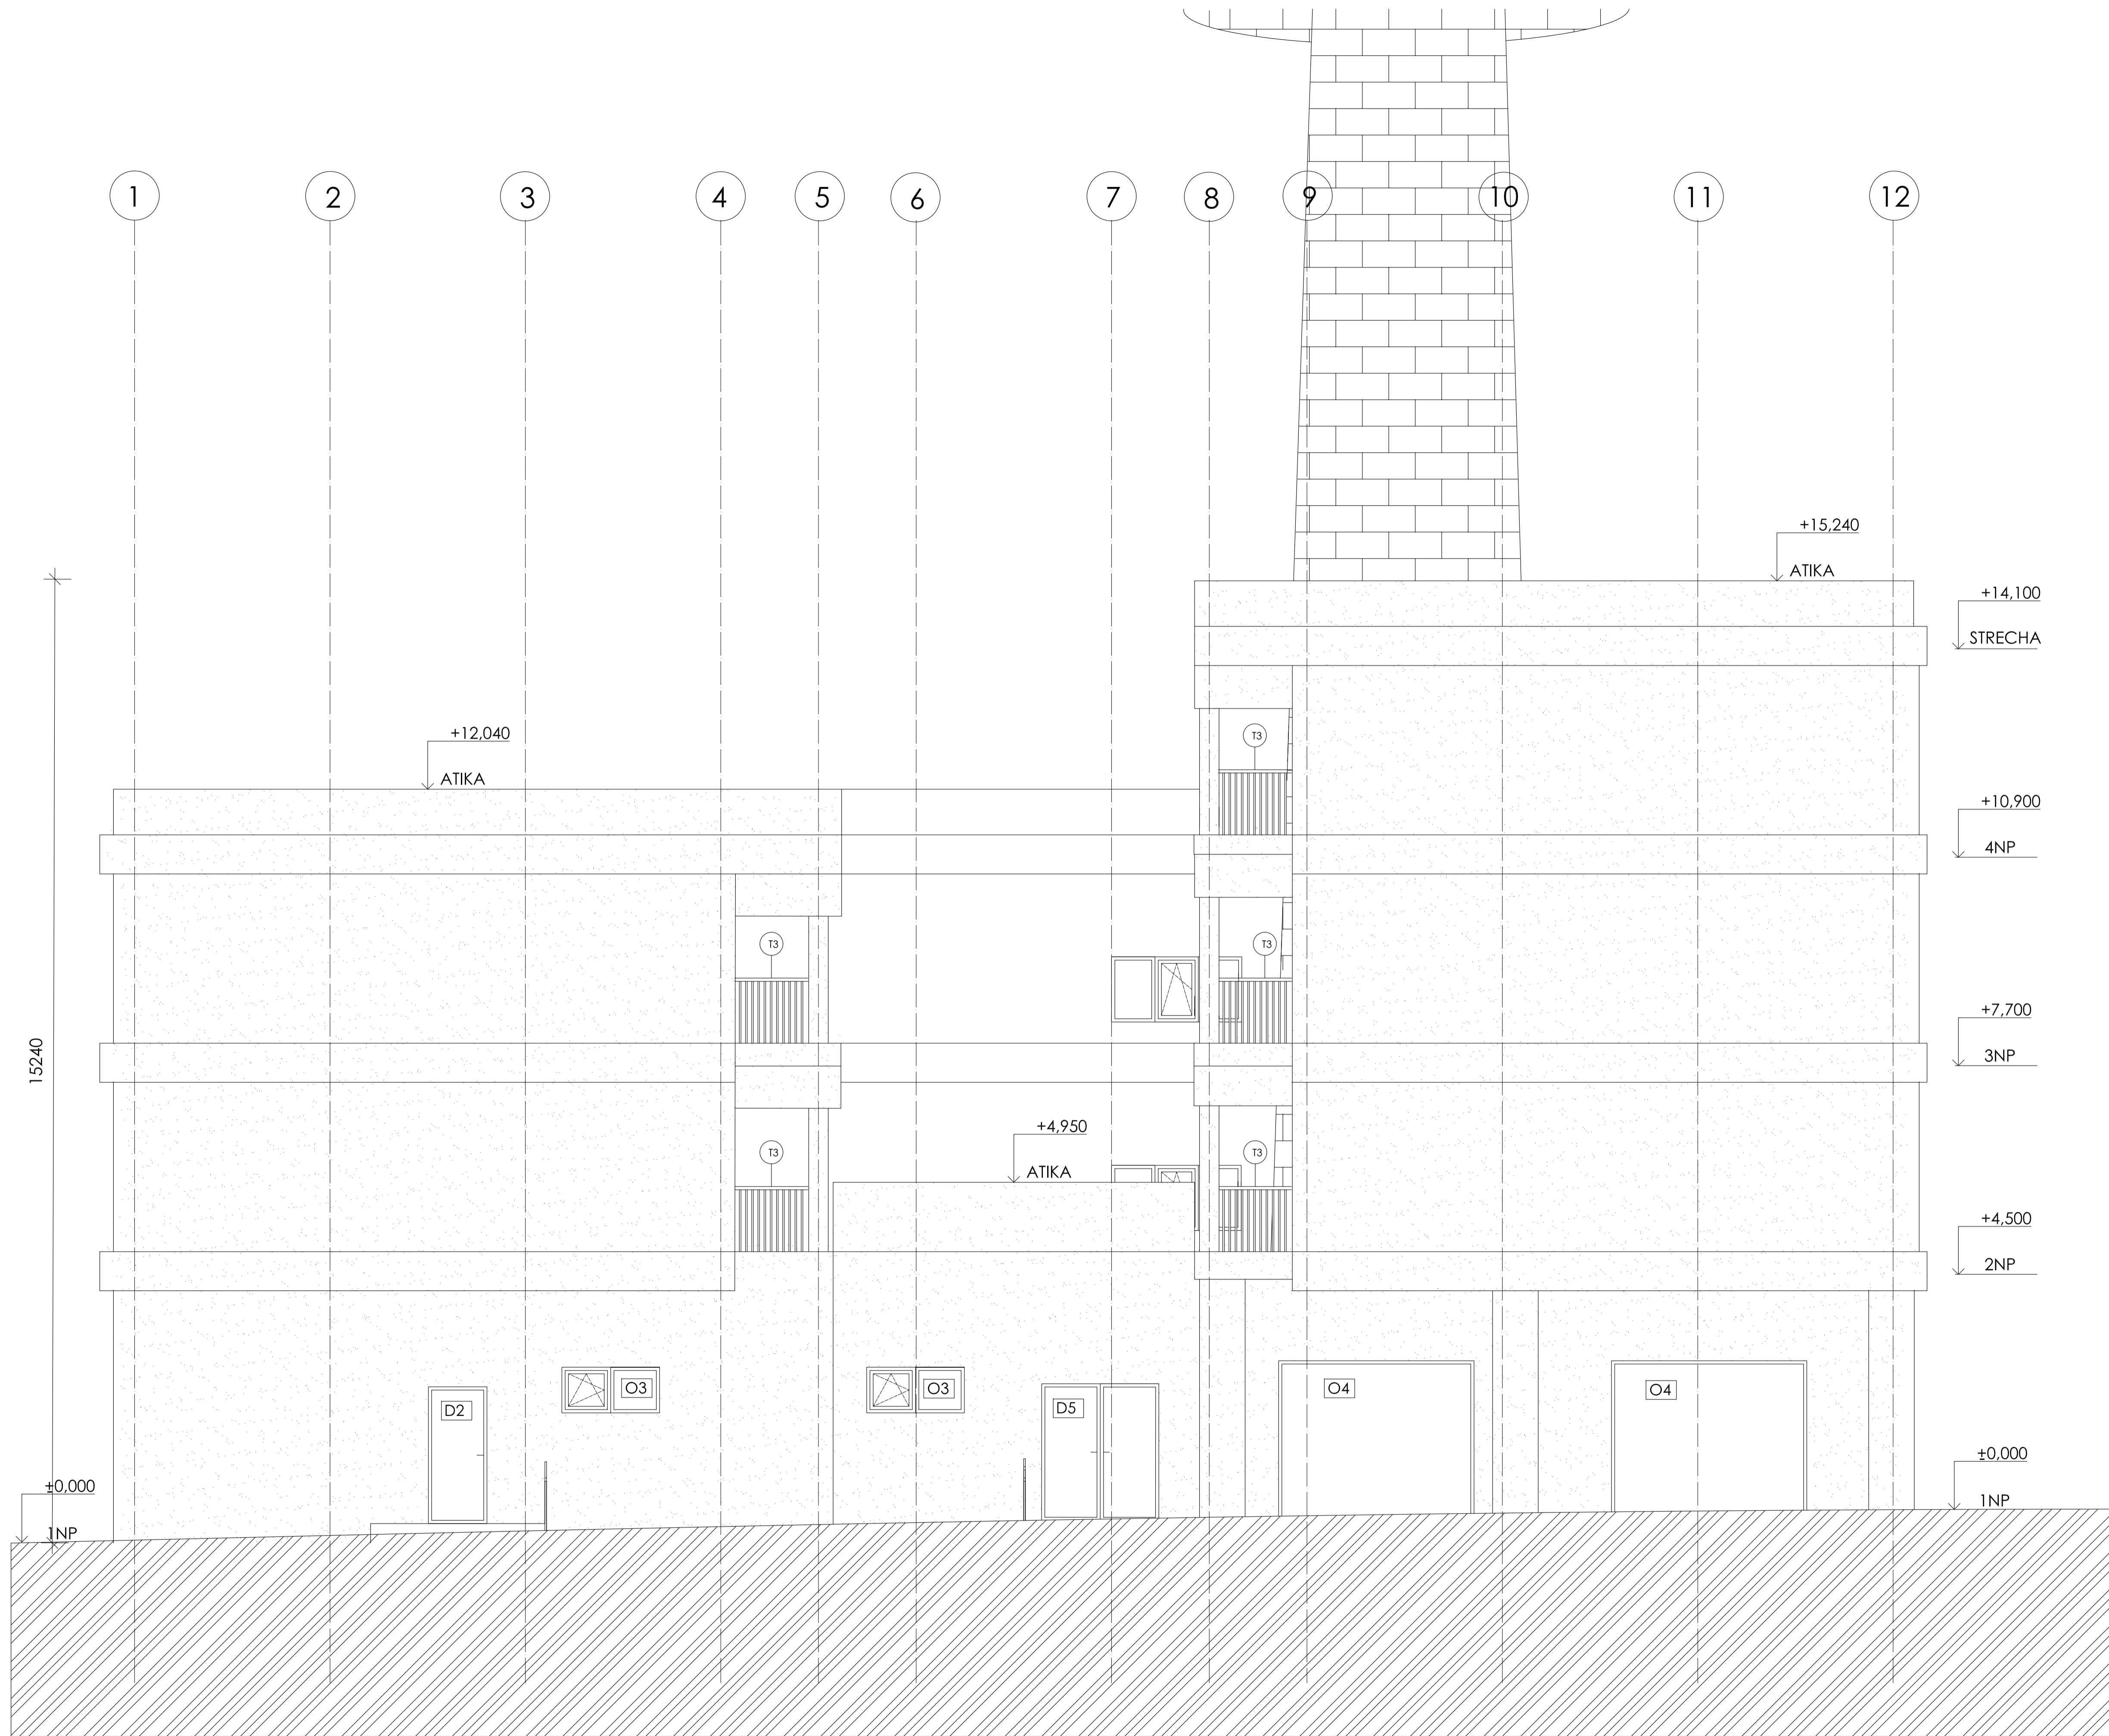 1 2 3 4 5 6 7 8 9 10 11 12
+15,240
ATIKA
+14,100
STRECHA
+12,040
ATIKA
T3
+10,900
4NP
T3
T3
+7,700
3NP
15240
+4,950
ATIKA
T3
T3
+4,500
2NP
O3
O3
O4
O4
D2
D5
±0,000
1NP
±0,000
1NP